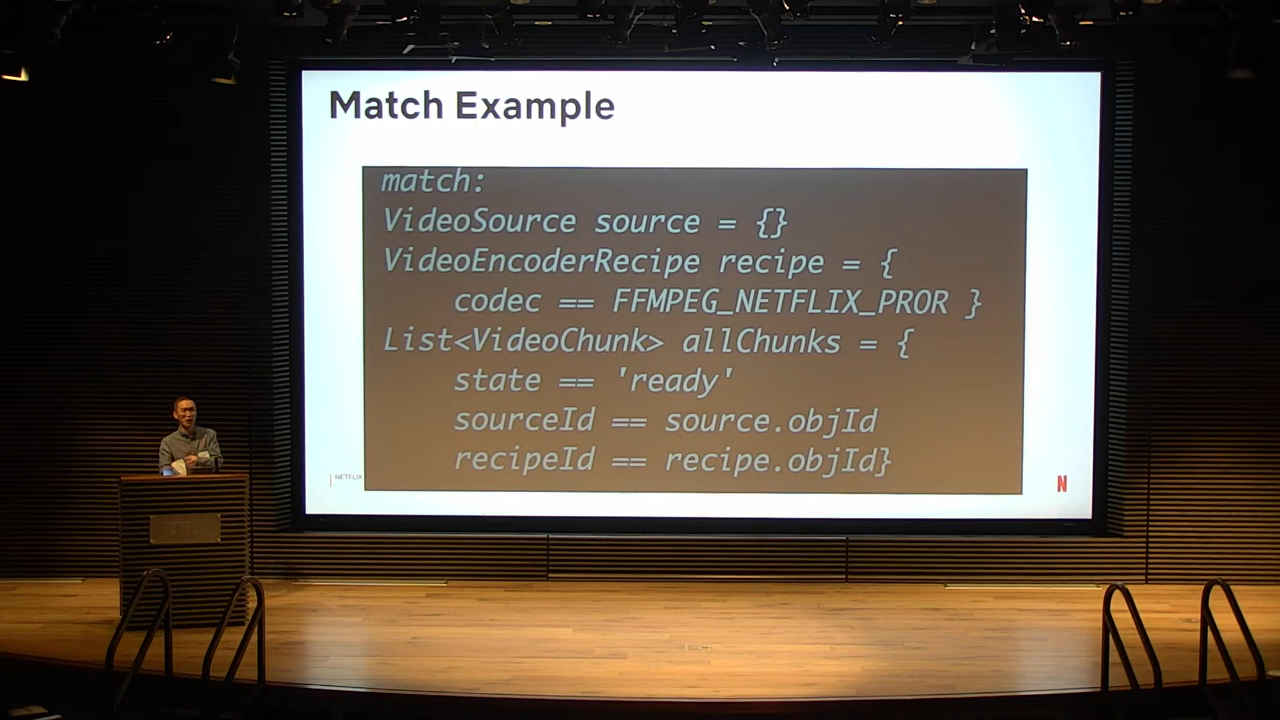 Match Example
match:
VideoSource source = {}
VideoEncoderRecipe recipe = {
codec == FFMPEG_NETFLIX_PROR }
List<VideoChunk> allChunks = {
state == 'ready'
sourceId == source.objId
recipeId == recipe.objId}
NETFLIX
N